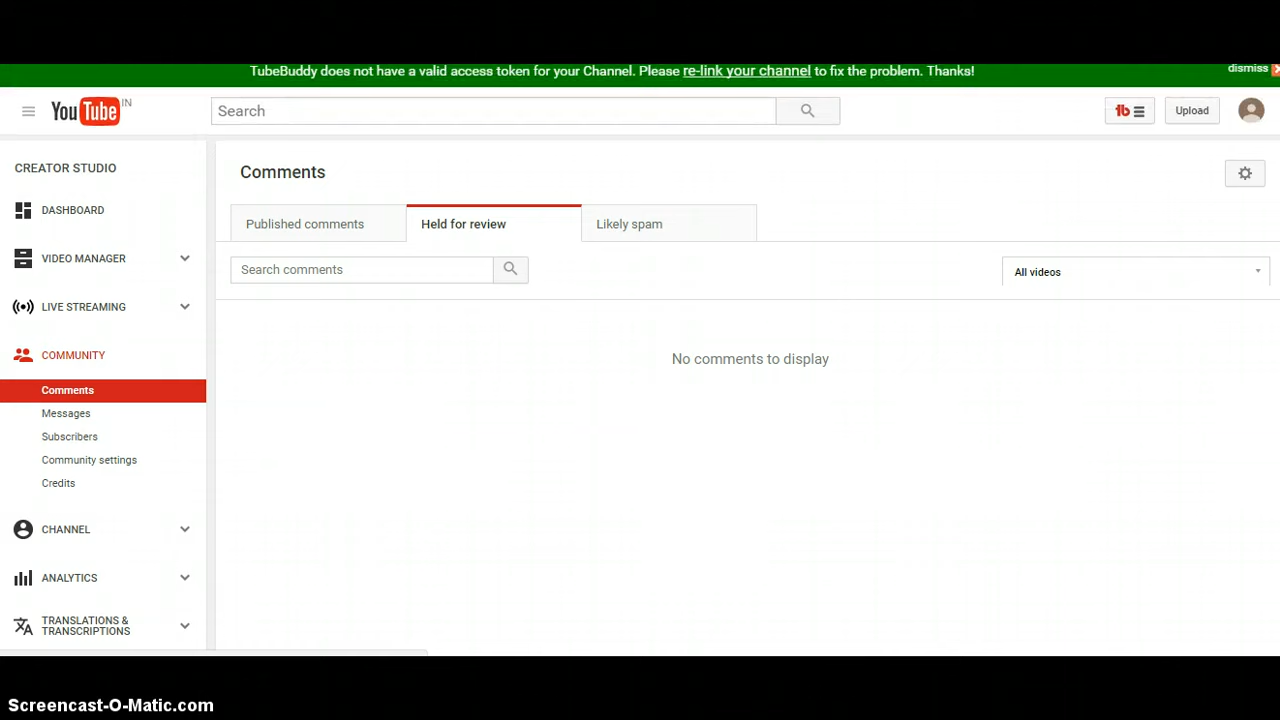 TubeBuddy does not have a valid access token for your Channel. Please re-link your channel to fix the problem. Thanks!
dismiss
YouTube IN
Search
tb
Upload
CREATOR STUDIO
DASHBOARD
VIDEO MANAGER
LIVE STREAMING
COMMUNITY
Comments
Messages
Subscribers
Community settings
Credits
CHANNEL
ANALYTICS
TRANSLATIONS &
TRANSCRIPTIONS
Comments
Published comments
Held for review
Likely spam
Search comments
All videos
No comments to display
Screencast-O-Matic.com